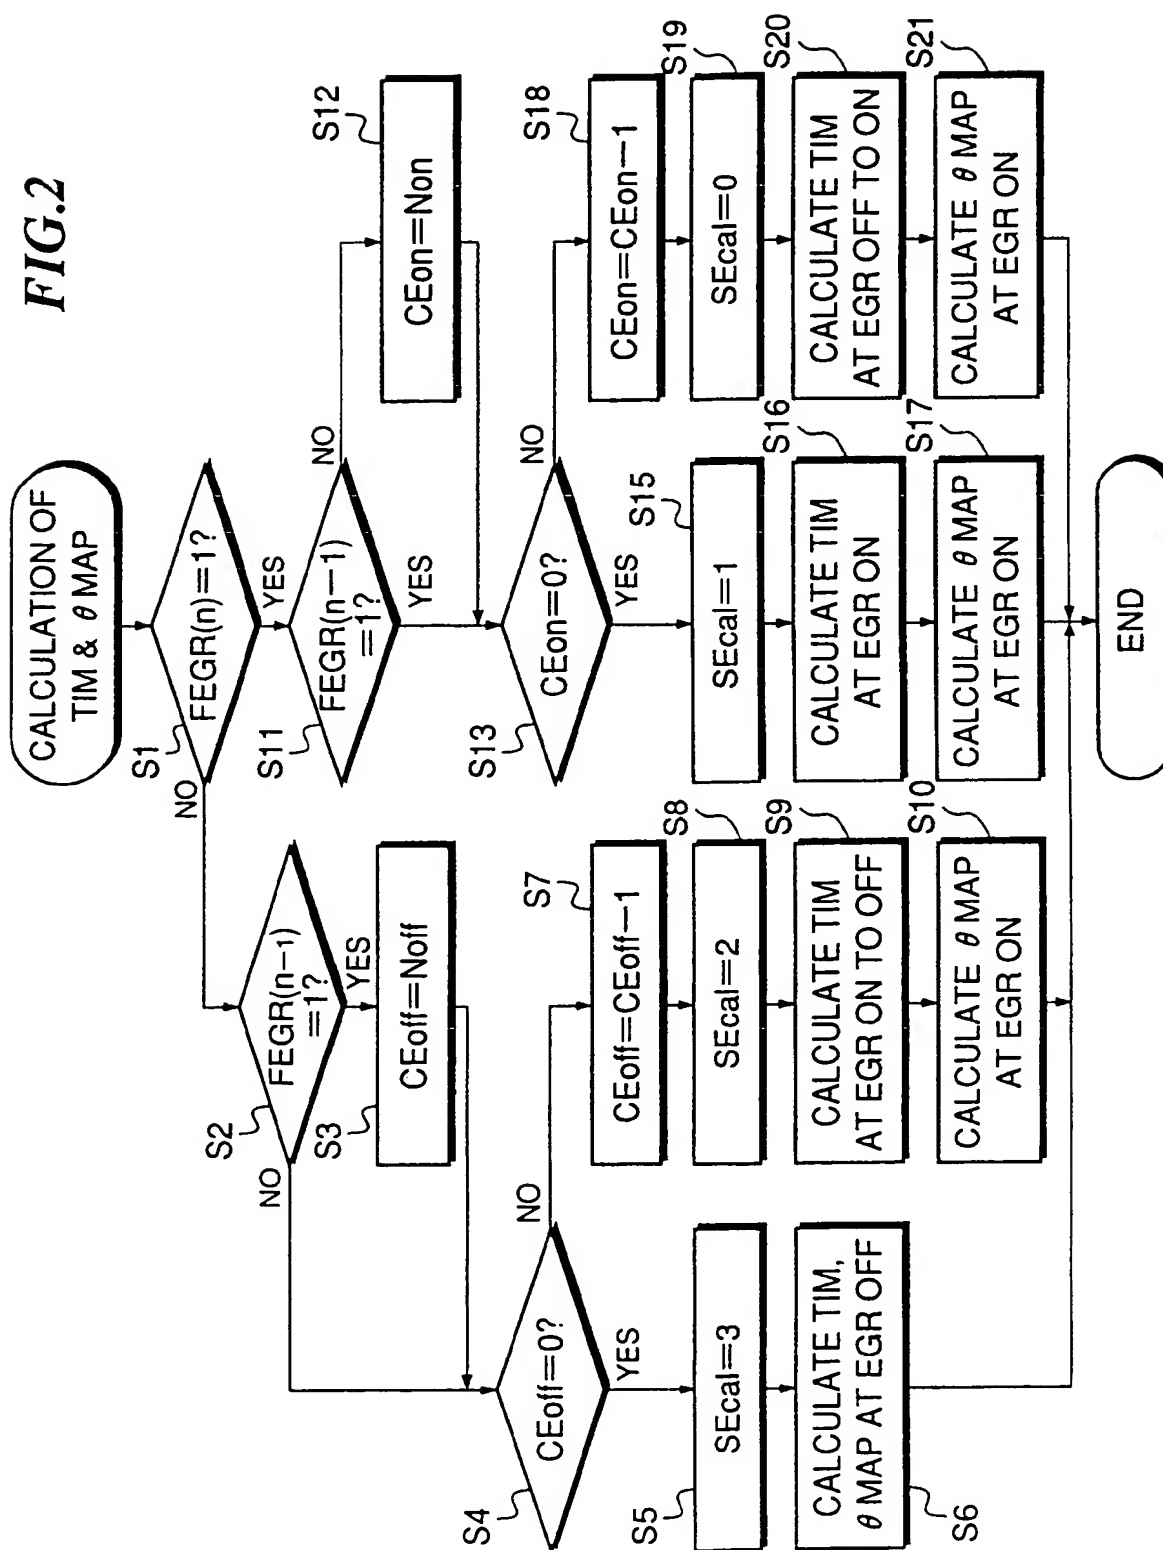 FIG.2
CALCULATION OF
TIM & θ MAP
S1
FEGR(n)=1?
NO
YES
S2
FEGR(n-1)
=1?
NO
YES
S3
CEoff=Noff
S4
CEoff=0?
NO
YES
S5
SEcal=3
S6
CALCULATE TIM,
θ MAP AT EGR OFF
S7
CEoff=CEoff-1
S8
SEcal=2
S9
CALCULATE TIM
AT EGR ON TO OFF
S10
CALCULATE θ MAP
AT EGR ON
S11
FEGR(n-1)
=1?
NO
YES
S12
CEon=Non
S13
CEon=0?
NO
YES
S15
SEcal=1
S16
CALCULATE TIM
AT EGR ON
S17
CALCULATE θ MAP
AT EGR ON
S18
CEon=CEon-1
S19
SEcal=0
S20
CALCULATE TIM
AT EGR OFF TO ON
S21
CALCULATE θ MAP
AT EGR ON
END